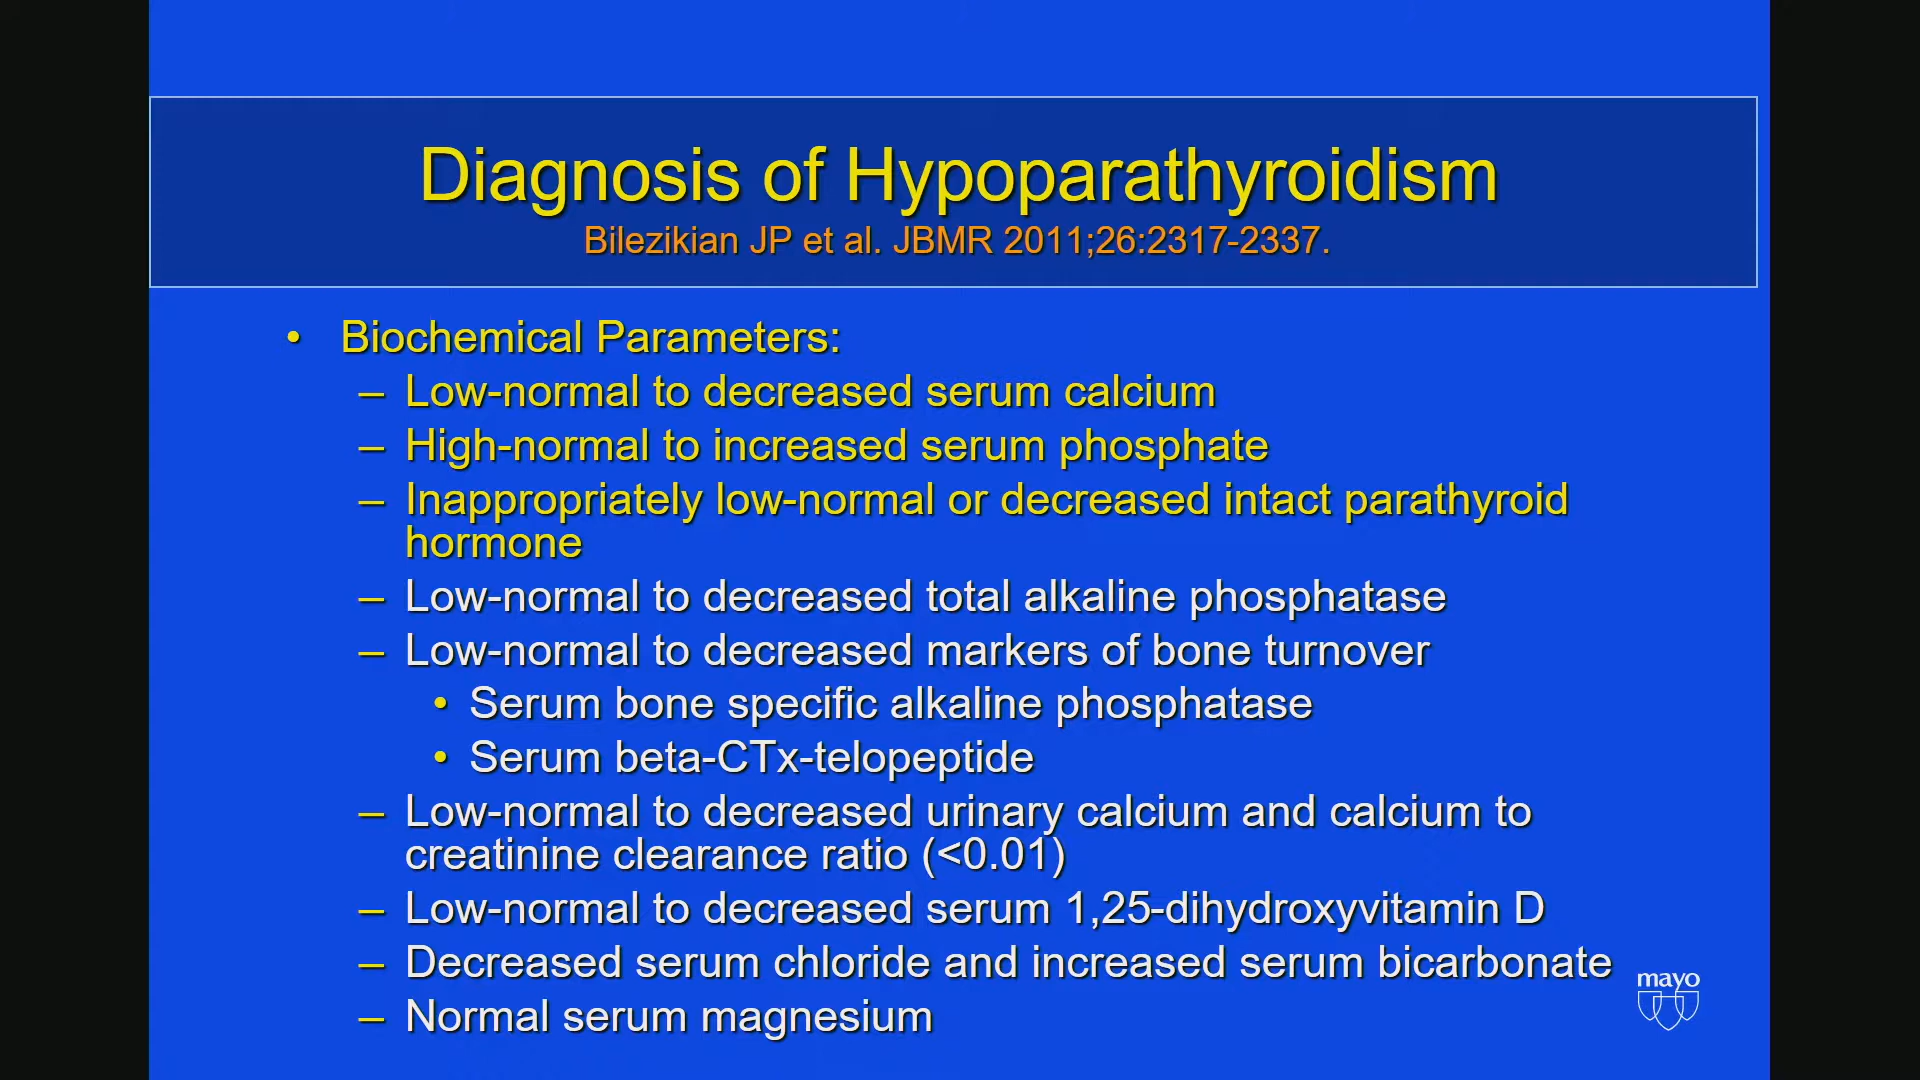 Diagnosis of Hypoparathyroidism
Bilezikian JP et al. JBMR 2011;26:2317-2337.
• Biochemical Parameters:
– Low-normal to decreased serum calcium
– High-normal to increased serum phosphate
– Inappropriately low-normal or decreased intact parathyroid
hormone
– Low-normal to decreased total alkaline phosphatase
– Low-normal to decreased markers of bone turnover
• Serum bone specific alkaline phosphatase
• Serum beta-CTx-telopeptide
– Low-normal to decreased urinary calcium and calcium to
creatinine clearance ratio (<0.01)
– Low-normal to decreased serum 1,25-dihydroxyvitamin D
– Decreased serum chloride and increased serum bicarbonate
– Normal serum magnesium
mayo